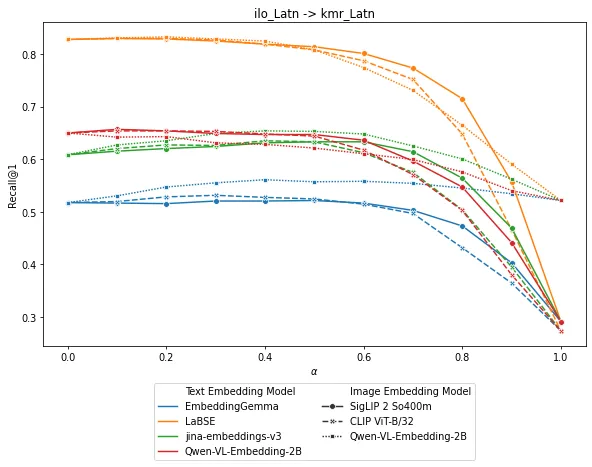 ilo_Latn -> kmr_Latn
Recall@1
0.8
0.7
0.6
0.5
0.4
0.3
0.0
0.2
0.4
0.6
0.8
1.0
α
Text Embedding Model
EmbeddingGemma
LaBSE
jina-embeddings-v3
Qwen-VL-Embedding-2B
Image Embedding Model
SigLIP 2 So400m
CLIP ViT-B/32
Qwen-VL-Embedding-2B